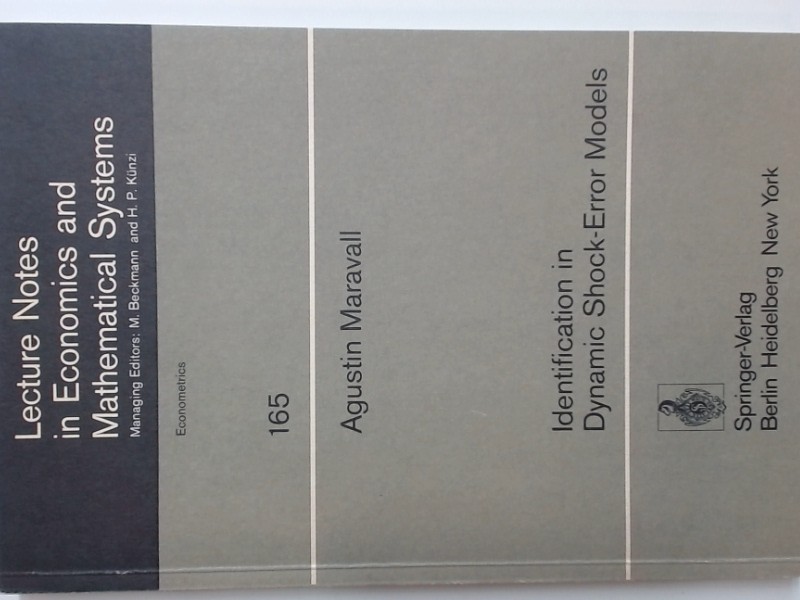 Lecture Notes
in Economics and
Mathematical Systems
Managing Editors: M. Beckmann and H. P. Künzi
Econometrics
165
Agustin Maravall
Identification in
Dynamic Shock-Error Models
Springer-Verlag
Berlin Heidelberg New York